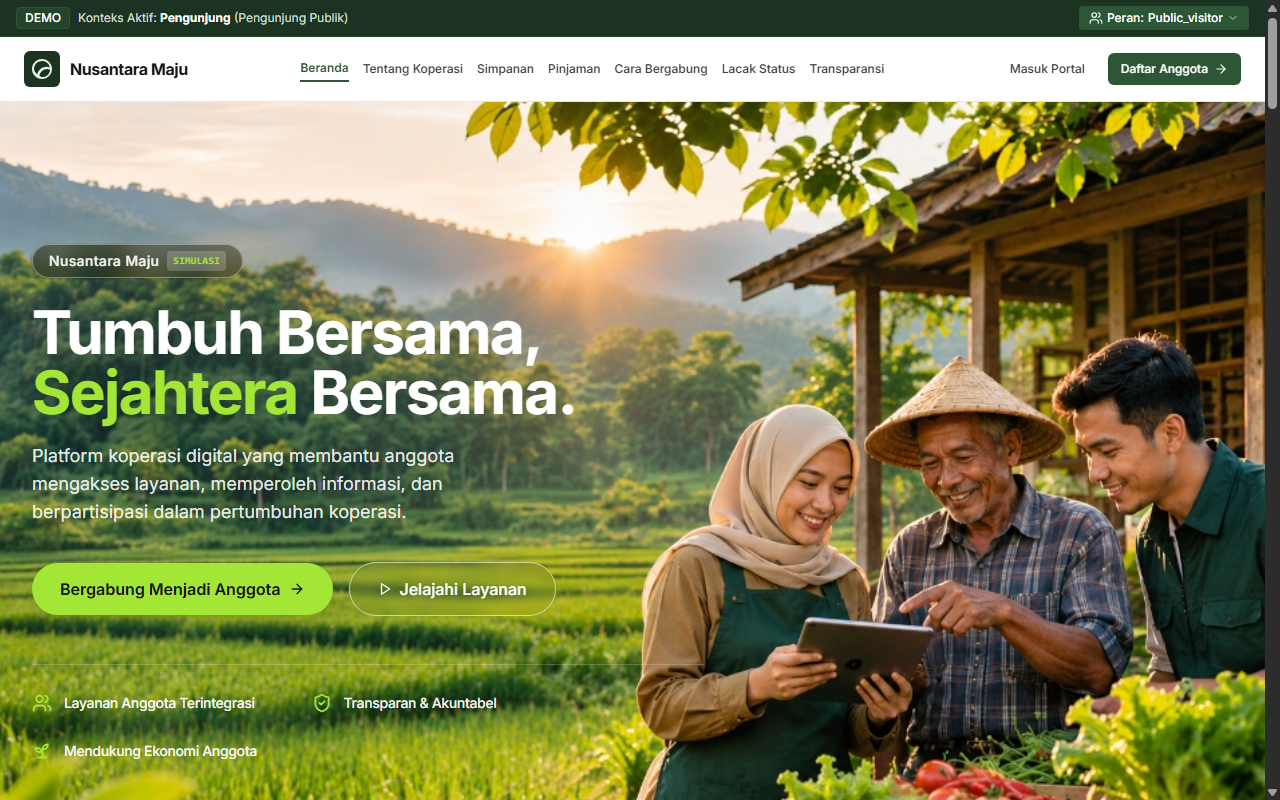 DEMO Konteks Aktif: Pengunjung (Pengunjung Publik)
Peran: Public_visitor
Nusantara Maju
Beranda Tentang Koperasi Simpanan Pinjaman Cara Bergabung Lacak Status Transparansi
Masuk Portal
Daftar Anggota
Nusantara Maju SIMULASI
Tumbuh Bersama,
Sejahtera Bersama.
Platform koperasi digital yang membantu anggota
mengakses layanan, memperoleh informasi, dan
berpartisipasi dalam pertumbuhan koperasi.
Bergabung Menjadi Anggota
Jelajahi Layanan
Layanan Anggota Terintegrasi
Transparan & Akuntabel
Mendukung Ekonomi Anggota